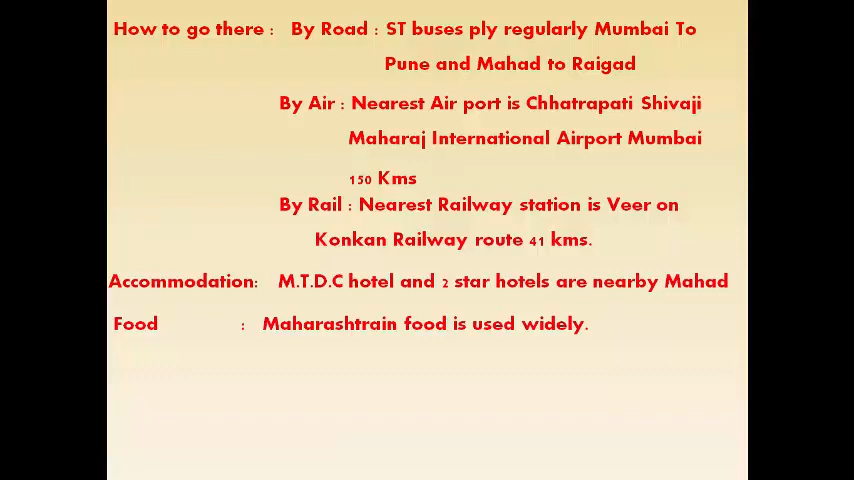 How to go there : By Road : ST buses ply regularly Mumbai To
Pune and Mahad to Raigad
By Air : Nearest Air port is Chhatrapati Shivaji
Maharaj International Airport Mumbai
150 Kms
By Rail : Nearest Railway station is Veer on
Konkan Railway route 41 kms.
Accommodation: M.T.D.C hotel and 2 star hotels are nearby Mahad
Food : Maharashtrain food is used widely.